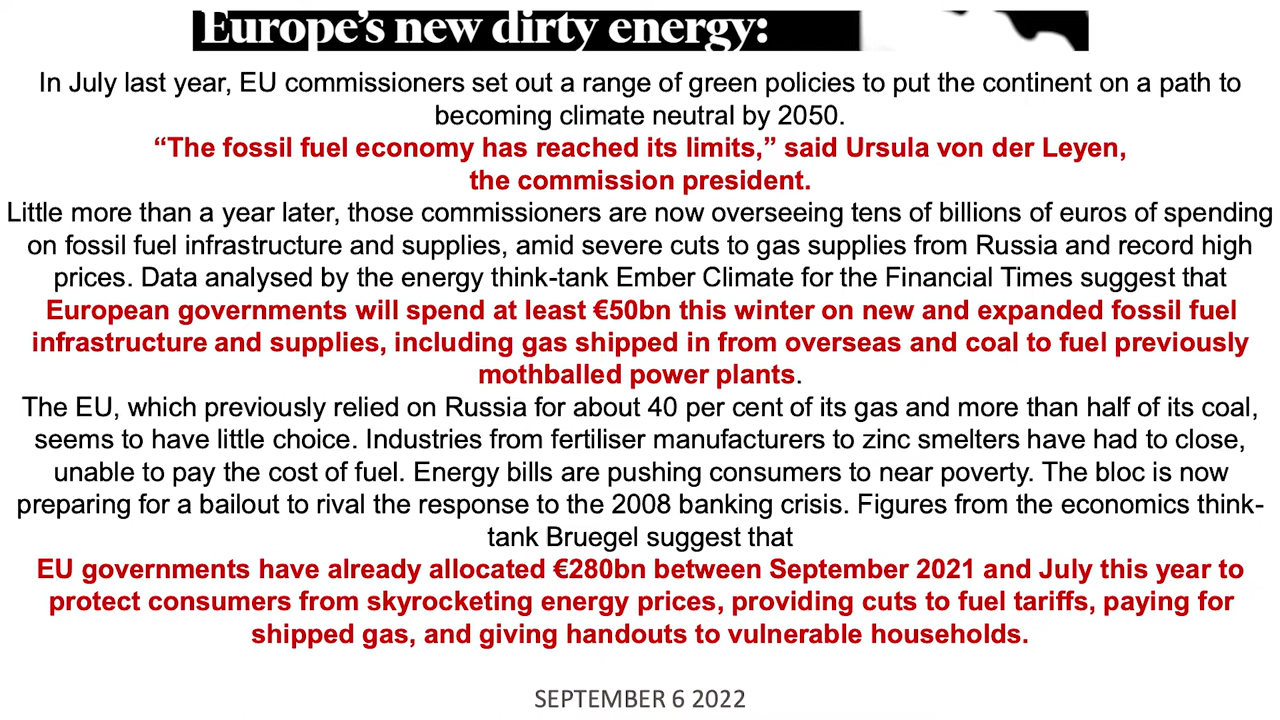 Europe's new dirty energy:
In July last year, EU commissioners set out a range of green policies to put the continent on a path to
becoming climate neutral by 2050.
“The fossil fuel economy has reached its limits,” said Ursula von der Leyen,
the commission president.
Little more than a year later, those commissioners are now overseeing tens of billions of euros of spending
on fossil fuel infrastructure and supplies, amid severe cuts to gas supplies from Russia and record high
prices. Data analysed by the energy think-tank Ember Climate for the Financial Times suggest that
European governments will spend at least €50bn this winter on new and expanded fossil fuel
infrastructure and supplies, including gas shipped in from overseas and coal to fuel previously
mothballed power plants.
The EU, which previously relied on Russia for about 40 per cent of its gas and more than half of its coal,
seems to have little choice. Industries from fertiliser manufacturers to zinc smelters have had to close,
unable to pay the cost of fuel. Energy bills are pushing consumers to near poverty. The bloc is now
preparing for a bailout to rival the response to the 2008 banking crisis. Figures from the economics think-
tank Bruegel suggest that
EU governments have already allocated €280bn between September 2021 and July this year to
protect consumers from skyrocketing energy prices, providing cuts to fuel tariffs, paying for
shipped gas, and giving handouts to vulnerable households.
SEPTEMBER 6 2022